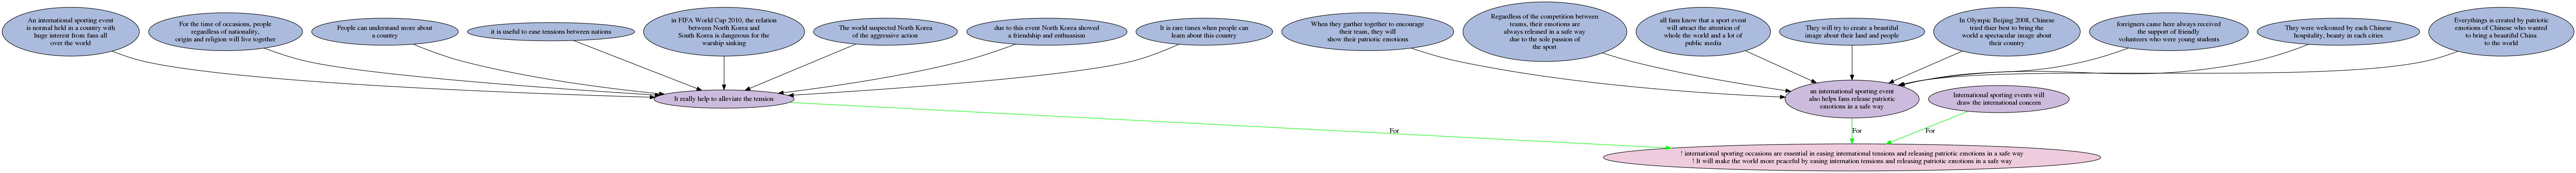 An international sporting event
is normal held in a country with
huge interest from fans all
over the world
For the time of occasions, people
regardless of nationality,
origin and religion will live together
People can understand more about
a country
it is useful to ease tensions between nations
in FIFA World Cup 2010, the relation
between North Korea and
South Korea is dangerous for the
warship sinking
The world suspected North Korea
of the aggressive action
due to this event North Korea showed
a friendship and enthusiasm
It is rare times when people can
learn about this country
When they garther together to encourage
their team, they will
show their patriotic emotions
Regardless of the competition between
teams, their emotions are
always released in a safe way
due to the sole passion of
the sport
all fans know that a sport event
will attract the attention of
whole the world and a lot of
public media
They will try to create a beautiful
image about their land and people
In Olympic Beijing 2008, Chinese
tried thier best to bring the
world a spectacular image about
their country
foreigners came here always received
the support of friendly
volunteers who were young students
They were welcomed by each Chinese
hospitality, beauty in each cities
Everythings is created by patriotic
emotions of Chinese who wanted
to bring a beautiful China
to the world
It really help to alleviate the tension
an international sporting event
also helps fans release patriotic
emotions in a safe way
International sporting events will
draw the international concern
For
For
For
! international sporting occasions are essential in easing international tensions and releasing patriotic emotions in a safe way
! It will make the world more peaceful by easing internation tensions and releasing patriotic emotions in a safe way